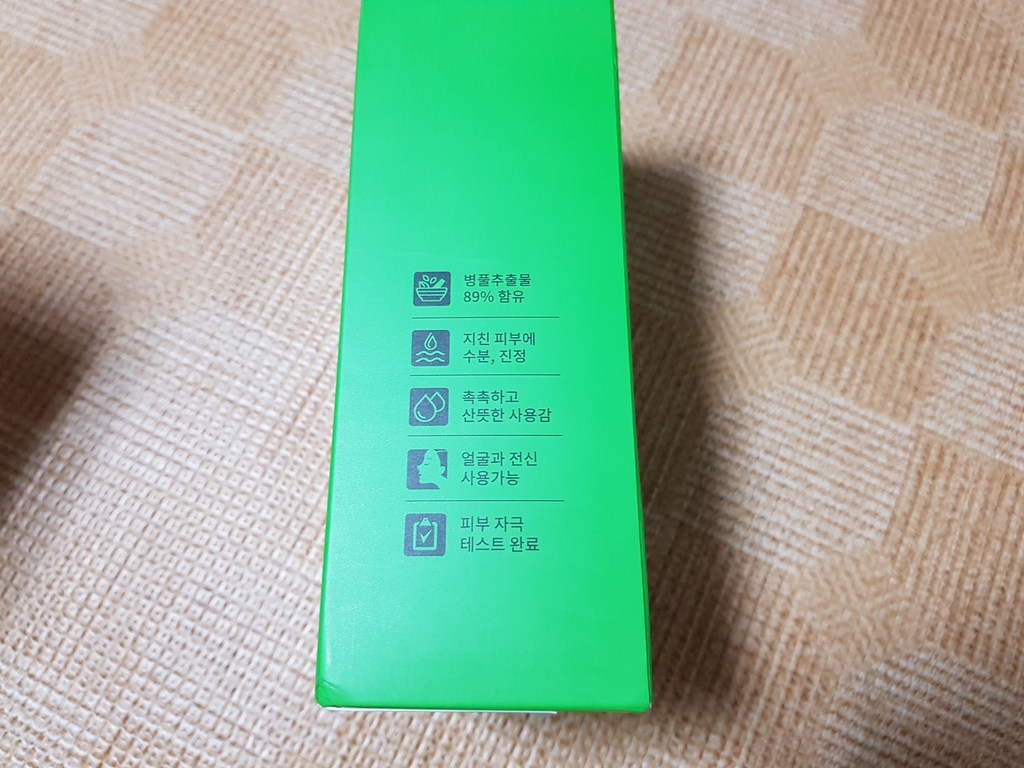 병풀추출물
89% 함유
지친 피부에
수분, 진정
촉촉하고
산뜻한 사용감
얼굴과 전신
사용가능
피부 자극
테스트 완료